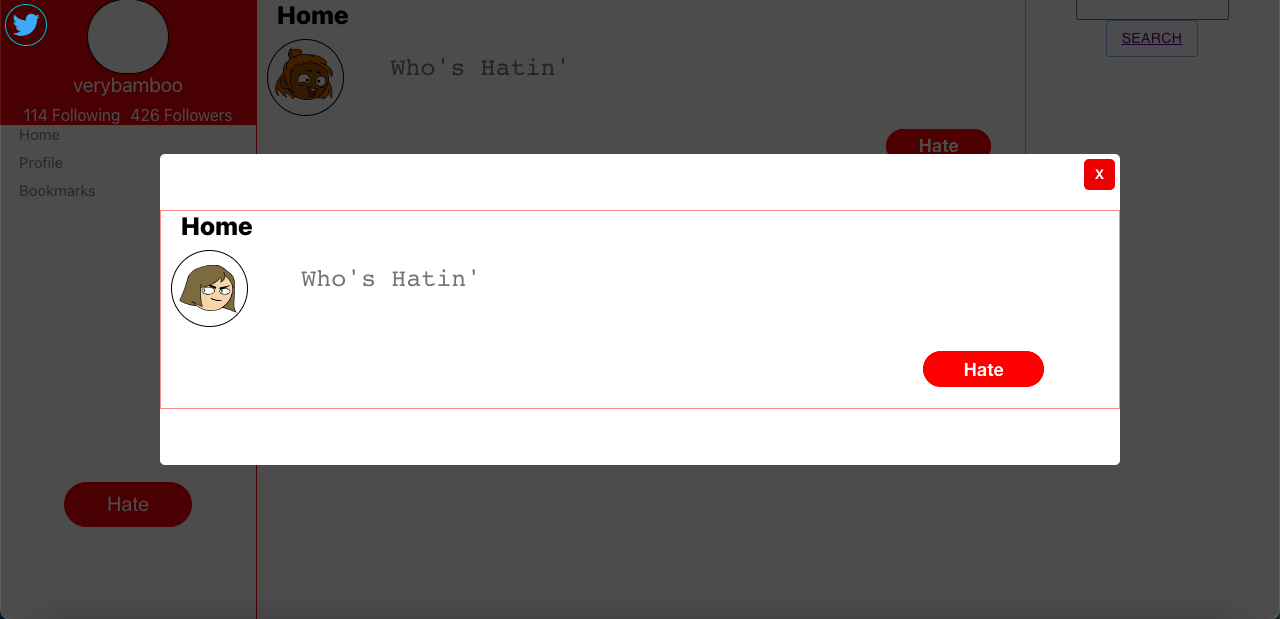 Home
SEARCH
Who's Hatin'
verybamboo
114 Following 426 Followers
Home
Profile
Bookmarks
Hate
X
Home
Who's Hatin'
Hate
Hate